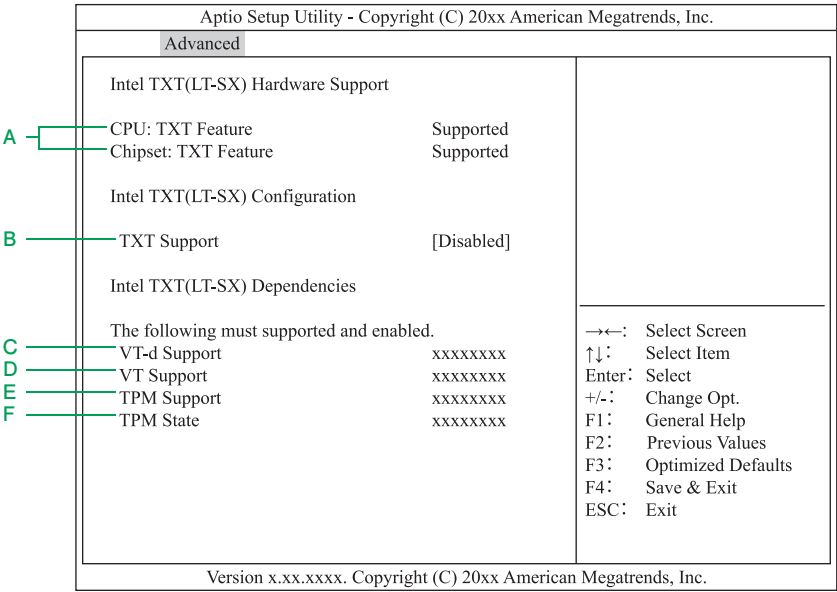 Aptio Setup Utility - Copyright (C) 20xx American Megatrends, Inc.
Advanced
Intel TXT(LT-SX) Hardware Support
A
CPU: TXT Feature Supported
Chipset: TXT Feature Supported
Intel TXT(LT-SX) Configuration
B
TXT Support [Disabled]
Intel TXT(LT-SX) Dependencies
The following must supported and enabled.
C
VT-d Support xxxxxxxx
D
VT Support xxxxxxxx
E
TPM Support xxxxxxxx
F
TPM State xxxxxxxx
→←: Select Screen
↑↓: Select Item
Enter: Select
+/-: Change Opt.
F1: General Help
F2: Previous Values
F3: Optimized Defaults
F4: Save & Exit
ESC: Exit
Version x.xx.xxxx. Copyright (C) 20xx American Megatrends, Inc.